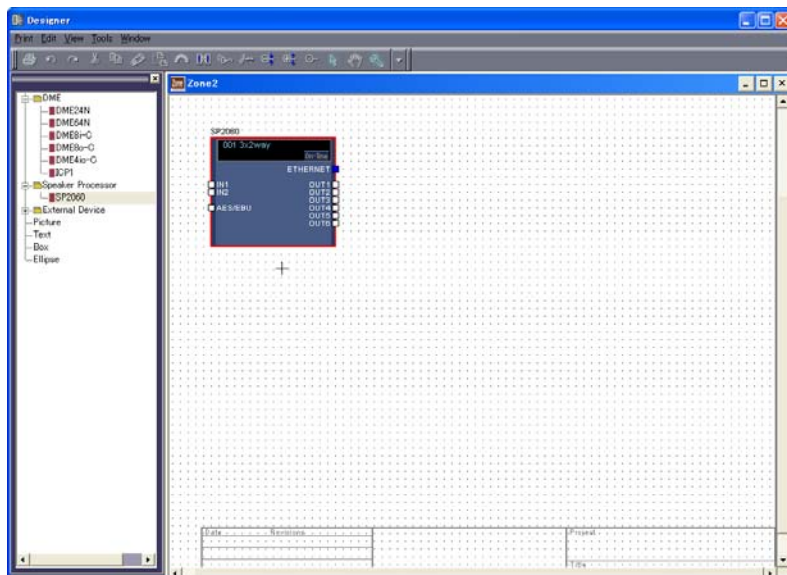 Designer
Print Edit View Tools Window
DME
DME24N
DME64N
DME8i-C
DME8o-C
DME4io-C
ICP1
Speaker Processor
SP2060
External Device
Picture
Text
Box
Ellipse
Zone2
SP2060
001 3x2way
On-line
ETHERNET
IN1 OUT1
IN2 OUT2
OUT3
AES/EBU OUT4
OUT5
OUT6
Date Revisions Project
Title